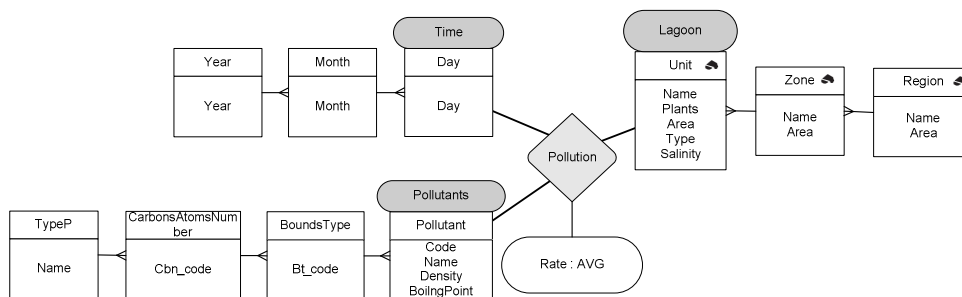 Time
Lagoon
Year
Month
Day
Unit
Zone
Region
Year
Month
Day
Name
Plants
Area
Type
Salinity
Name
Area
Name
Area
Pollution
Pollutants
TypeP
CarbonsAtomsNum
ber
BoundsType
Pollutant
Name
Cbn_code
Bt_code
Code
Name
Density
BoilngPoint
Rate : AVG